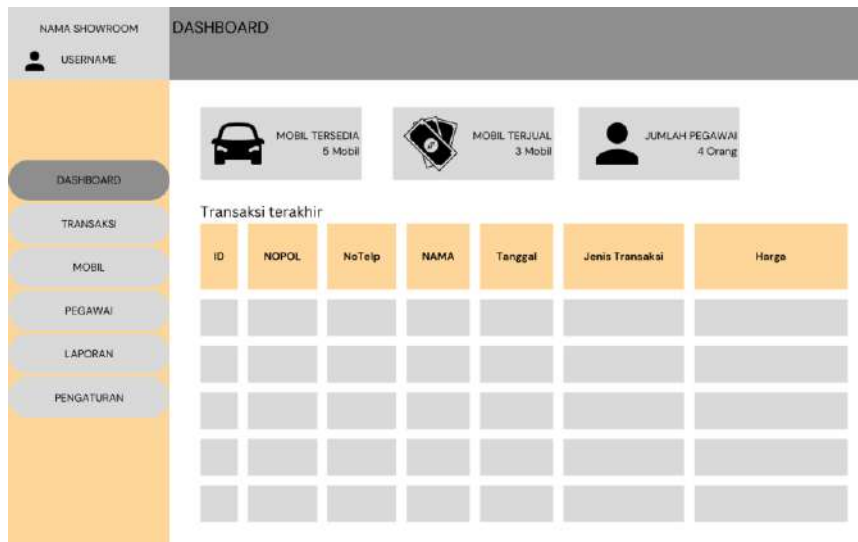 NAMA SHOWROOM
USERNAME
DASHBOARD
DASHBOARD
TRANSAKSI
MOBIL
PEGAWAI
LAPORAN
PENGATURAN
MOBIL TERSEDIA
5 Mobil
MOBIL TERJUAL
3 Mobil
JUMLAH PEGAWAI
4 Orang
Transaksi terakhir
ID NOPOL NoTelp NAMA Tanggal Jenis Transaksi Harga